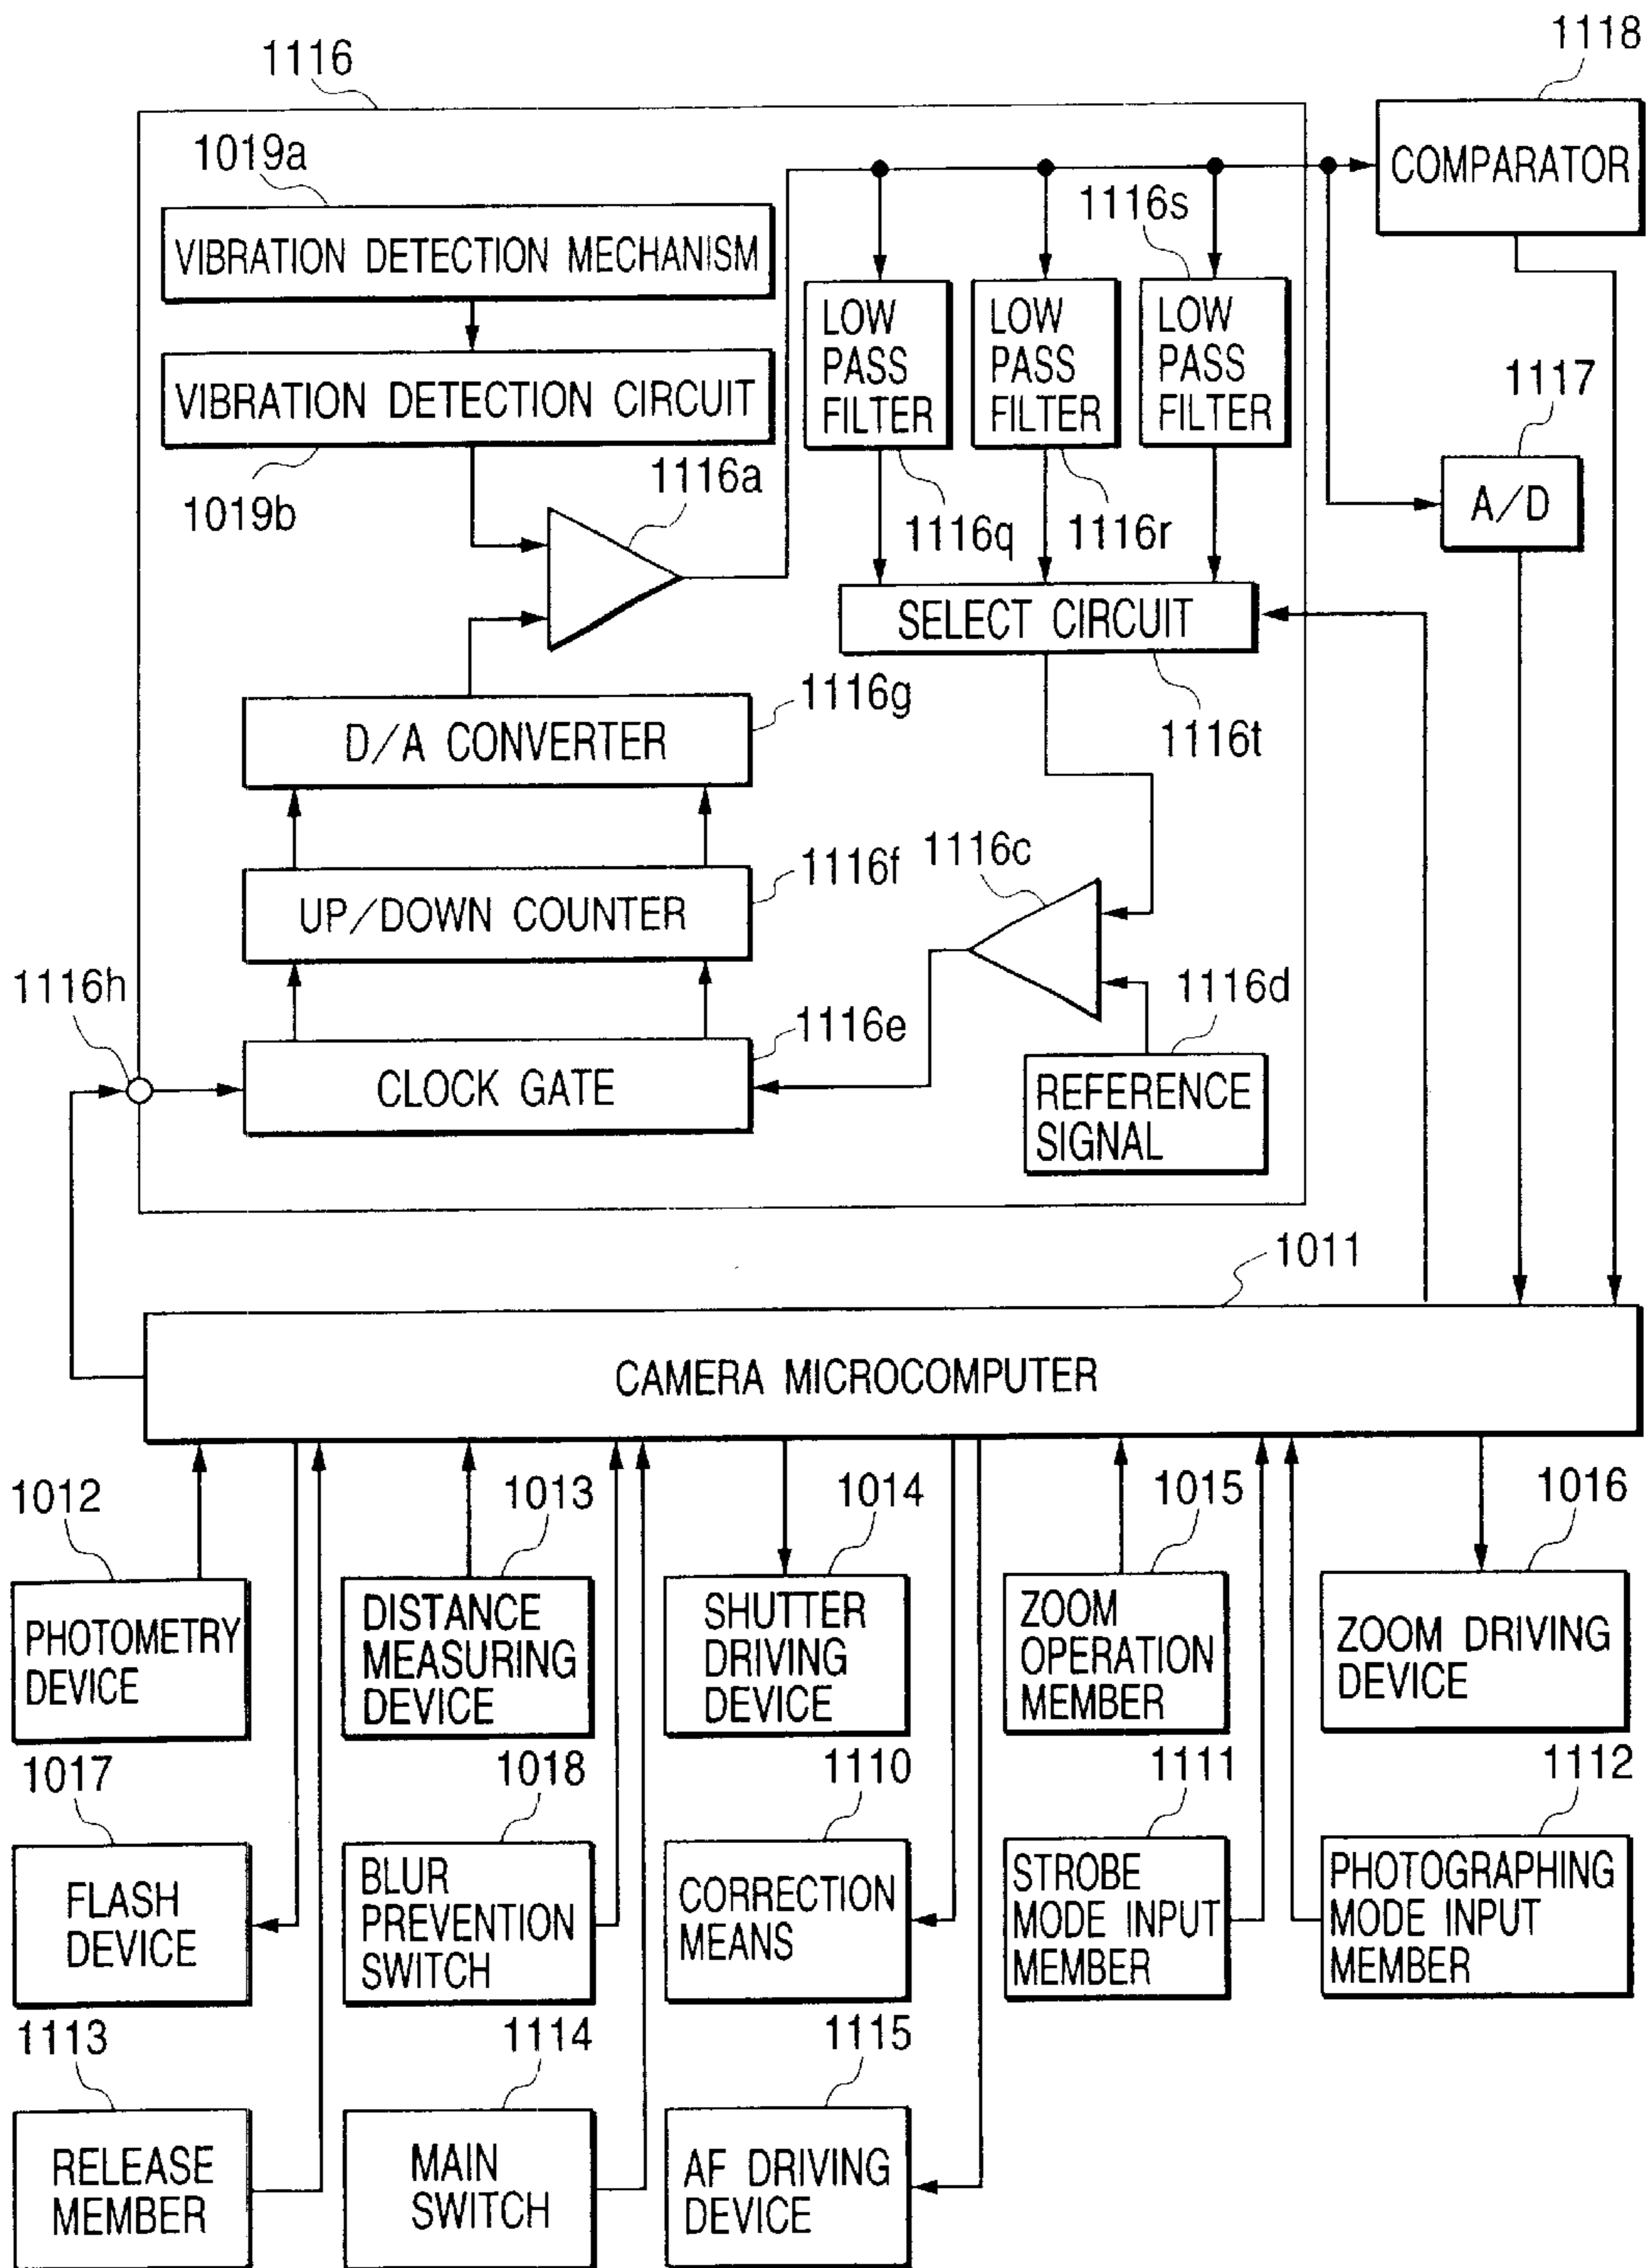 1116
1118
1019a
COMPARATOR
VIBRATION DETECTION MECHANISM
1116s
LOW
PASS
FILTER
LOW
PASS
FILTER
LOW
PASS
FILTER
VIBRATION DETECTION CIRCUIT
1117
1116a
1019b
A/D
1116q
1116r
SELECT CIRCUIT
1116g
D/A CONVERTER
1116t
1116c
1116f
UP/DOWN COUNTER
1116h
1116d
1116e
CLOCK GATE
REFERENCE
SIGNAL
1011
CAMERA MICROCOMPUTER
1012
1013
1014
1015
1016
PHOTOMETRY
DEVICE
DISTANCE
MEASURING
DEVICE
SHUTTER
DRIVING
DEVICE
ZOOM
OPERATION
MEMBER
ZOOM DRIVING
DEVICE
1017
1018
1110
1111
1112
FLASH
DEVICE
BLUR
PREVENTION
SWITCH
CORRECTION
MEANS
STROBE
MODE INPUT
MEMBER
PHOTOGRAPHING
MODE INPUT
MEMBER
1113
1114
1115
RELEASE
MEMBER
MAIN
SWITCH
AF DRIVING
DEVICE